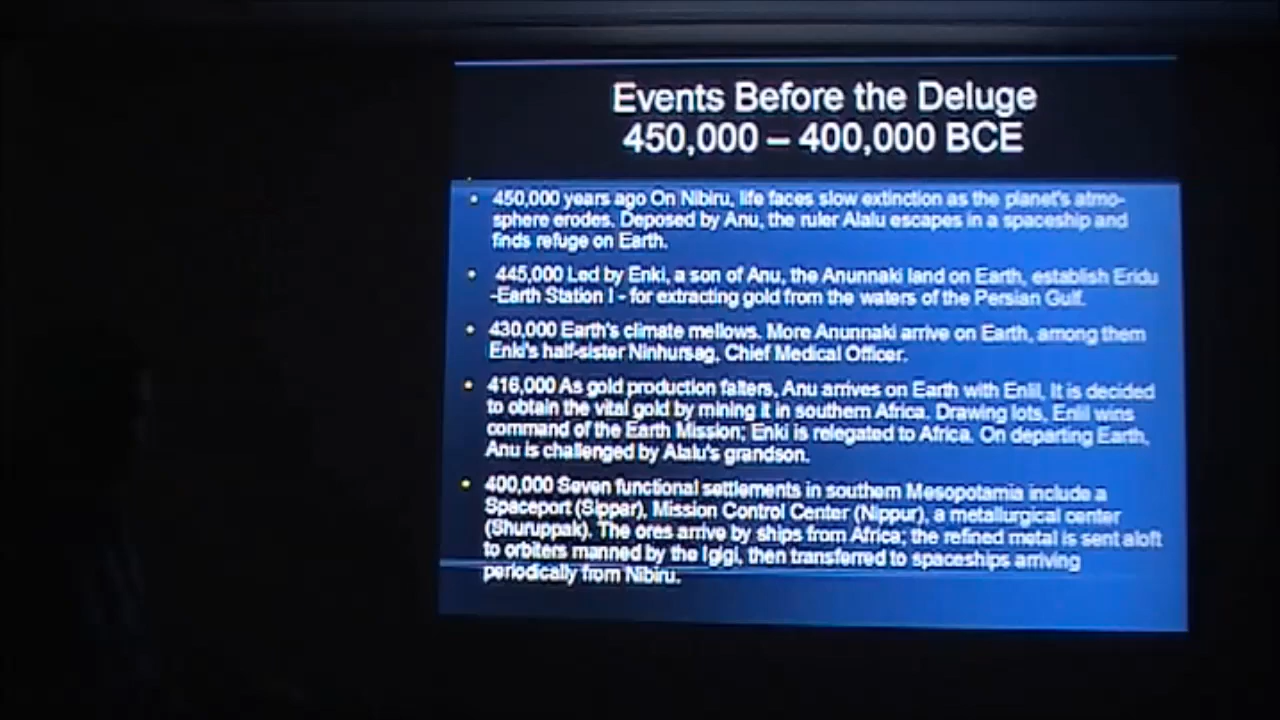 Events Before the Deluge
450,000 – 400,000 BCE
• 450,000 years ago On Nibiru, life faces slow extinction as the planet's atmo-
sphere erodes. Deposed by Anu, the ruler Alalu escapes in a spaceship and
finds refuge on Earth.
• 445,000 Led by Enki, a son of Anu, the Anunnaki land on Earth, establish Eridu
-Earth Station I - for extracting gold from the waters of the Persian Gulf.
• 430,000 Earth's climate mellows. More Anunnaki arrive on Earth, among them
Enki's half-sister Ninhursag, Chief Medical Officer.
• 416,000 As gold production falters, Anu arrives on Earth with Enlil. It is decided
to obtain the vital gold by mining it in southern Africa. Drawing lots, Enlil wins
command of the Earth Mission; Enki is relegated to Africa. On departing Earth,
Anu is challenged by Alalu's grandson.
• 400,000 Seven functional settlements in southern Mesopotamia include a
Spaceport (Sippar), Mission Control Center (Nippur), a metallurgical center
(Shuruppak). The ores arrive by ships from Africa; the refined metal is sent aloft
to orbiters manned by the Igigi, then transferred to spaceships arriving
periodically from Nibiru.